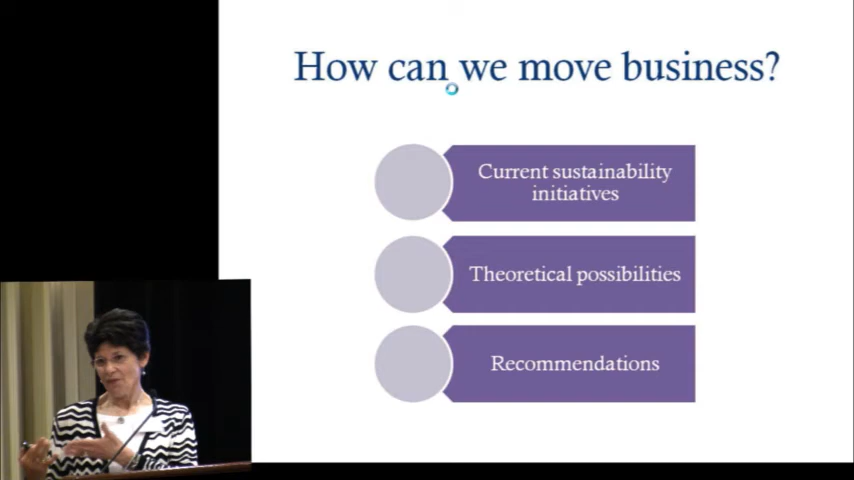 How can we move business?
Current sustainability
initiatives
Theoretical possibilities
Recommendations